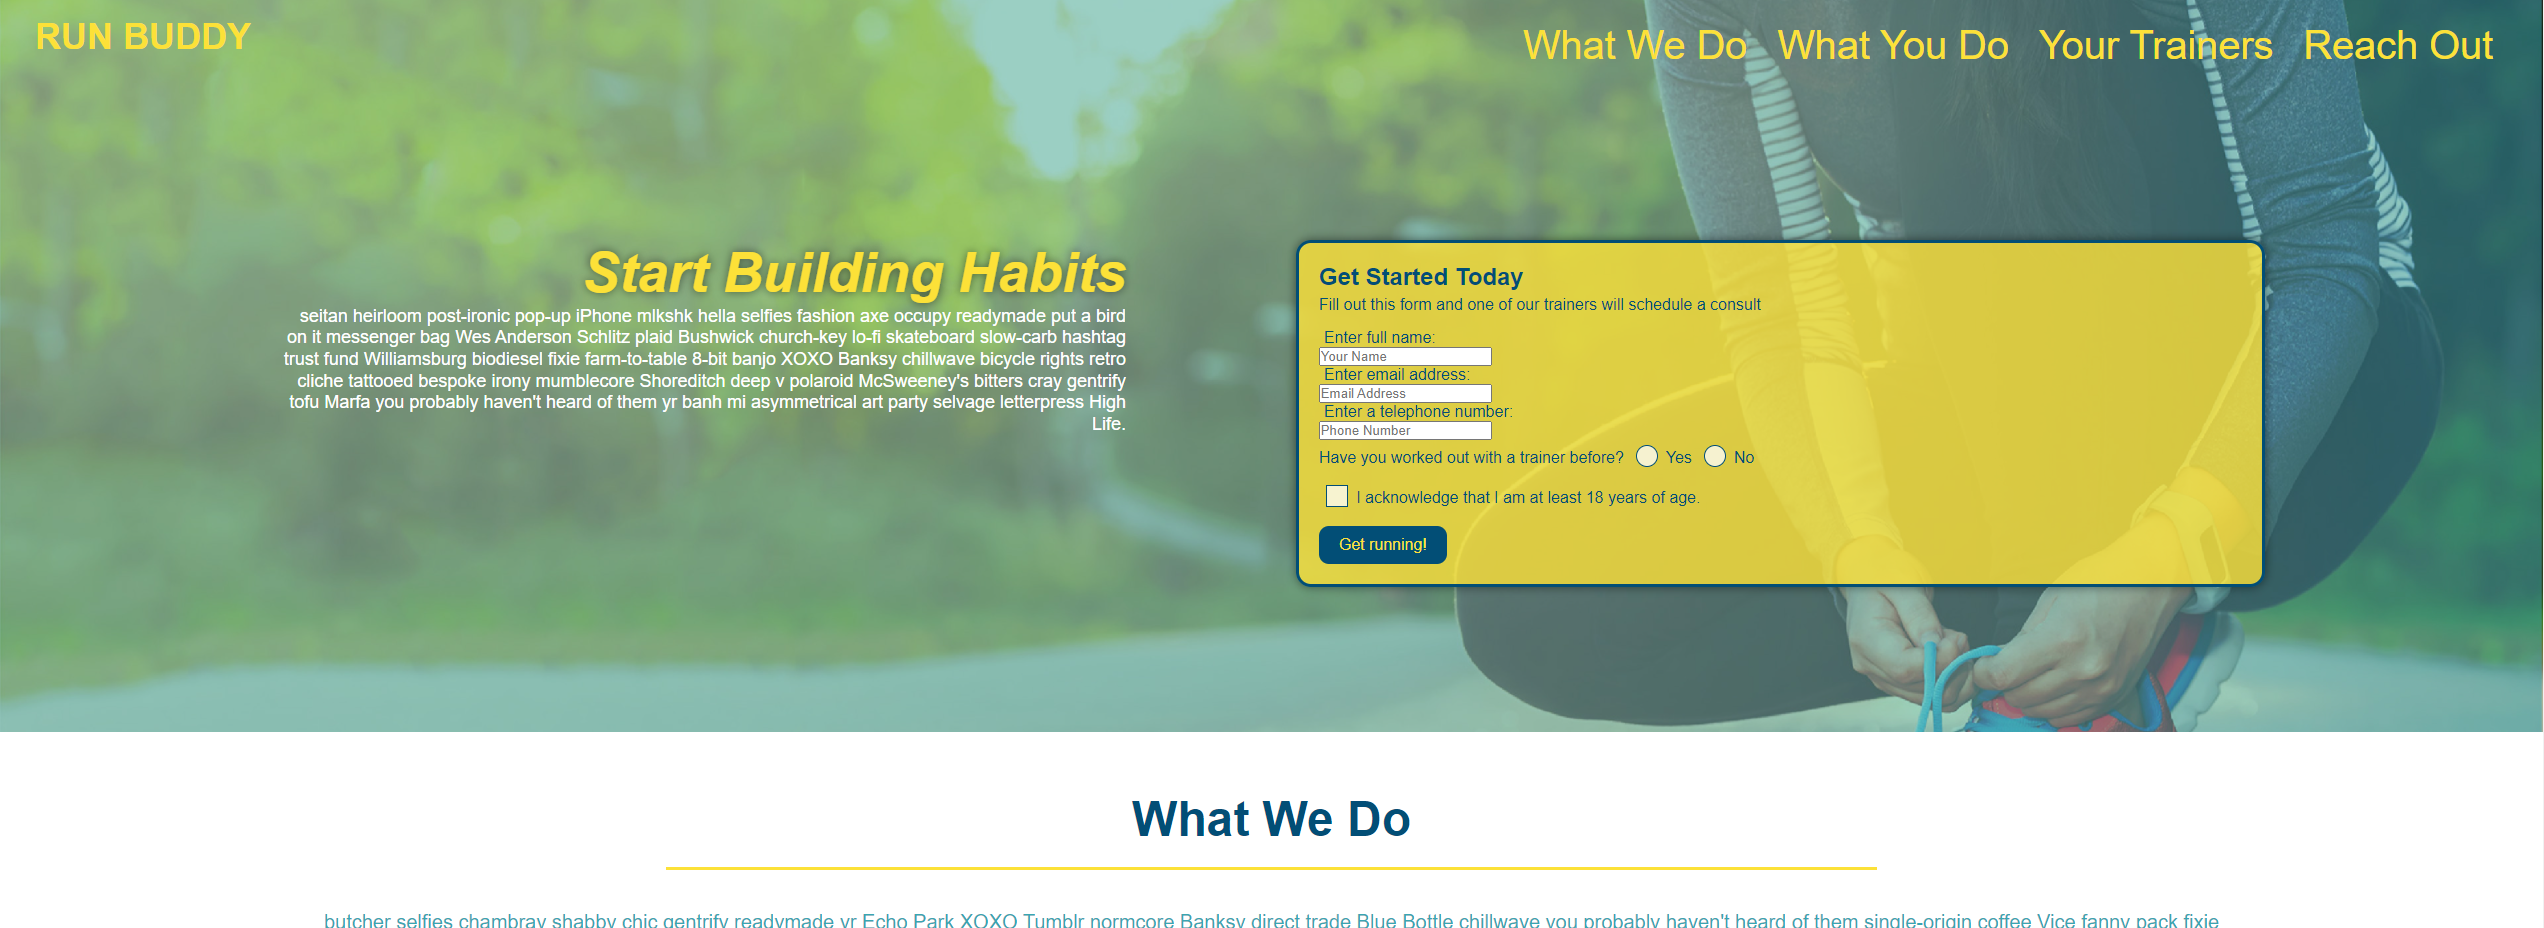 RUN BUDDY
What We Do What You Do Your Trainers Reach Out
Start Building Habits
seitan heirloom post-ironic pop-up iPhone mlkshk hella selfies fashion axe occupy readymade put a bird
on it messenger bag Wes Anderson Schlitz plaid Bushwick church-key lo-fi skateboard slow-carb hashtag
trust fund Williamsburg biodiesel fixie farm-to-table 8-bit banjo XOXO Banksy chillwave bicycle rights retro
cliche tattooed bespoke irony mumblecore Shoreditch deep v polaroid McSweeney's bitters cray gentrify
tofu Marfa you probably haven't heard of them yr banh mi asymmetrical art party selvage letterpress High
Life.
Get Started Today
Fill out this form and one of our trainers will schedule a consult
Enter full name:
Your Name
Enter email address:
Email Address
Enter a telephone number:
Phone Number
Have you worked out with a trainer before? Yes No
I acknowledge that I am at least 18 years of age.
Get running!
What We Do
butcher selfies chambray shabby chic gentrify readymade yr Echo Park XOXO Tumblr normcore Banksy direct trade Blue Bottle chillwave you probably haven't heard of them single-origin coffee Vice fanny pack fixie